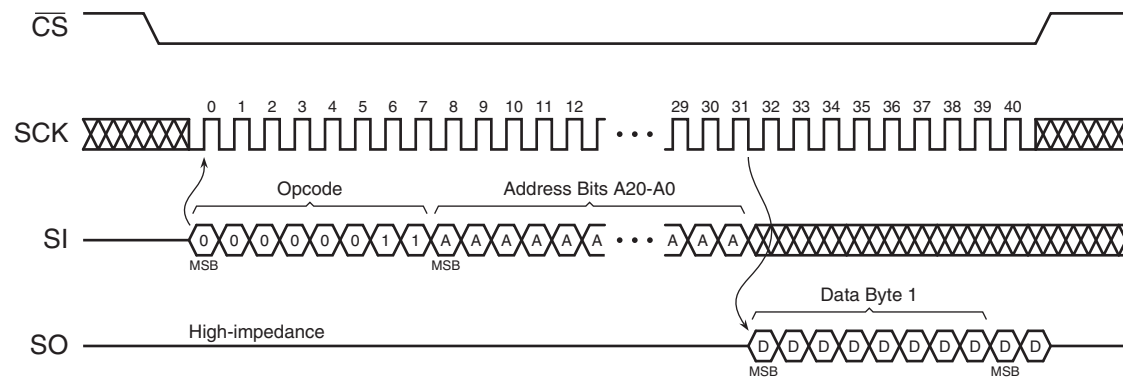 CS
0 1 2 3 4 5 6 7 8 9 10 11 12 29 30 31 32 33 34 35 36 37 38 39 40
SCK
Opcode Address Bits A20-A0
SI 0 0 0 0 0 0 1 1 A A A A A A A A A
MSB MSB
Data Byte 1
High-impedance
SO D D D D D D D D D D
MSB MSB